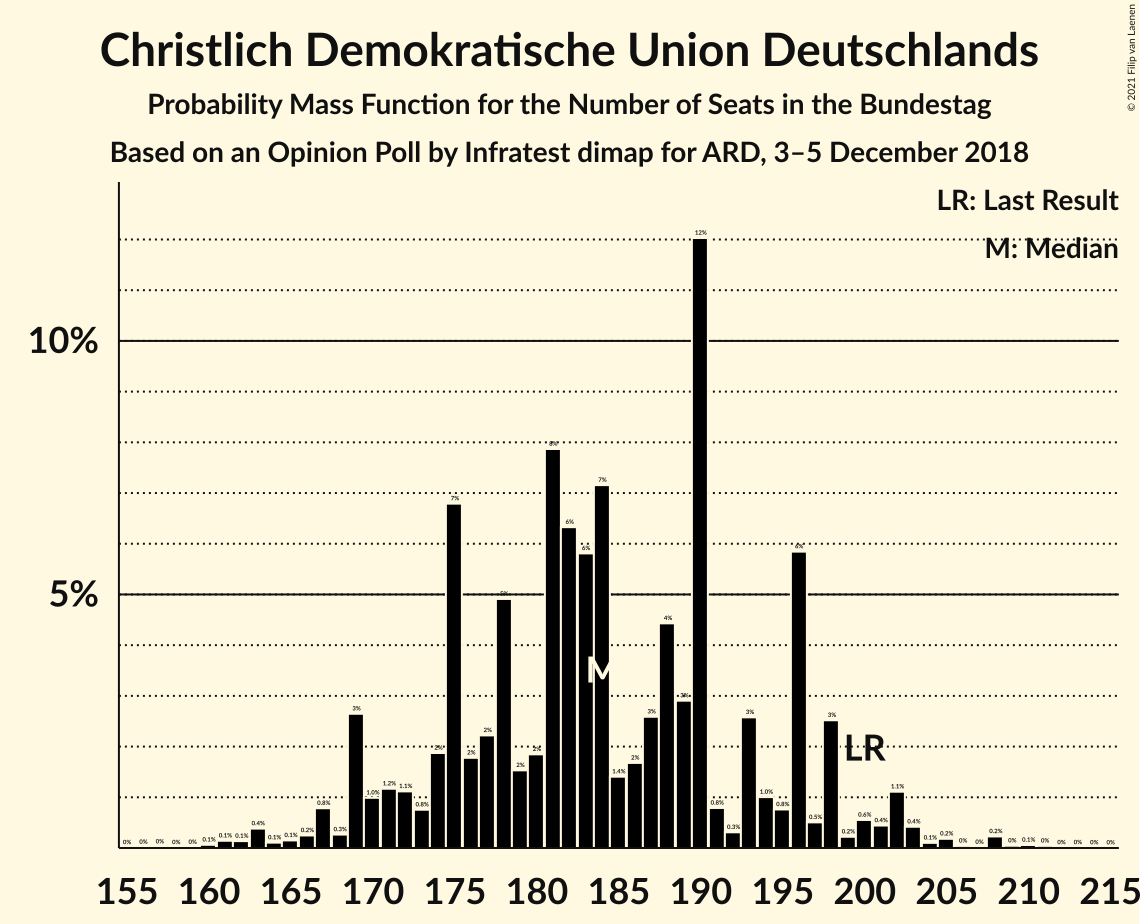 Christlich Demokratische Union Deutschlands
Probability Mass Function for the Number of Seats in the Bundestag
Based on an Opinion Poll by Infratest dimap for ARD, 3–5 December 2018
© 2021 Filip van Laenen
LR: Last Result
M: Median
10%
5%
0% 0% 0% 0% 0% 0.1% 0.1% 0.1% 0.4% 0.1% 0.1% 0.2% 0.8% 0.3% 3% 1.0% 1.2% 1.1% 0.8% 2% 7% 2% 2% 5% 2% 2% 8% 6% 6% 7% 1.4% 2% 3% 4% 3% 12% 0.8% 0.3% 3% 1.0% 0.8% 6% 0.5% 3% 0.2% 0.6% 0.4% 1.1% 0.4% 0.1% 0.2% 0% 0% 0.2% 0% 0.1% 0% 0% 0% 0% 0%
M
LR
155 160 165 170 175 180 185 190 195 200 205 210 215